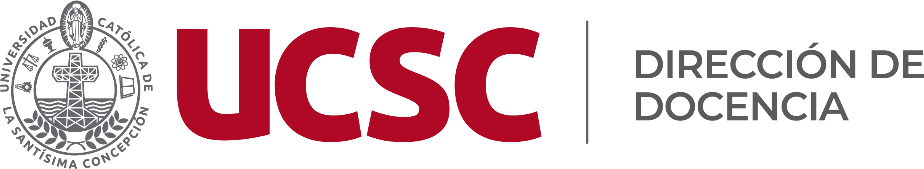 UNIVERSIDAD CATÓLICA DE
LA SANTÍSIMA CONCEPCIÓN
UCSC
DIRECCIÓN DE
DOCENCIA